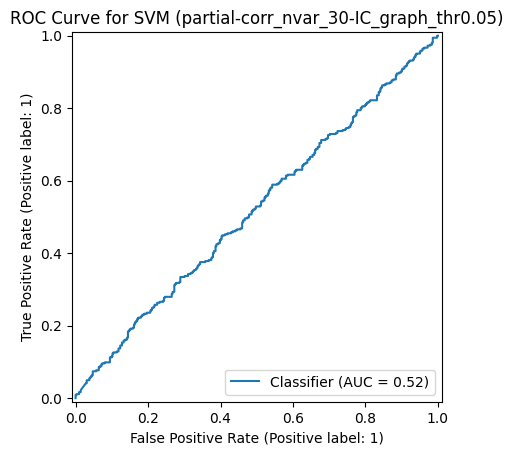 ROC Curve for SVM (partial-corr_nvar_30-IC_graph_thr0.05)
1.0
0.8
0.6
0.4
0.2
0.0
True Positive Rate (Positive label: 1)
Classifier (AUC = 0.52)
0.0 0.2 0.4 0.6 0.8 1.0
False Positive Rate (Positive label: 1)